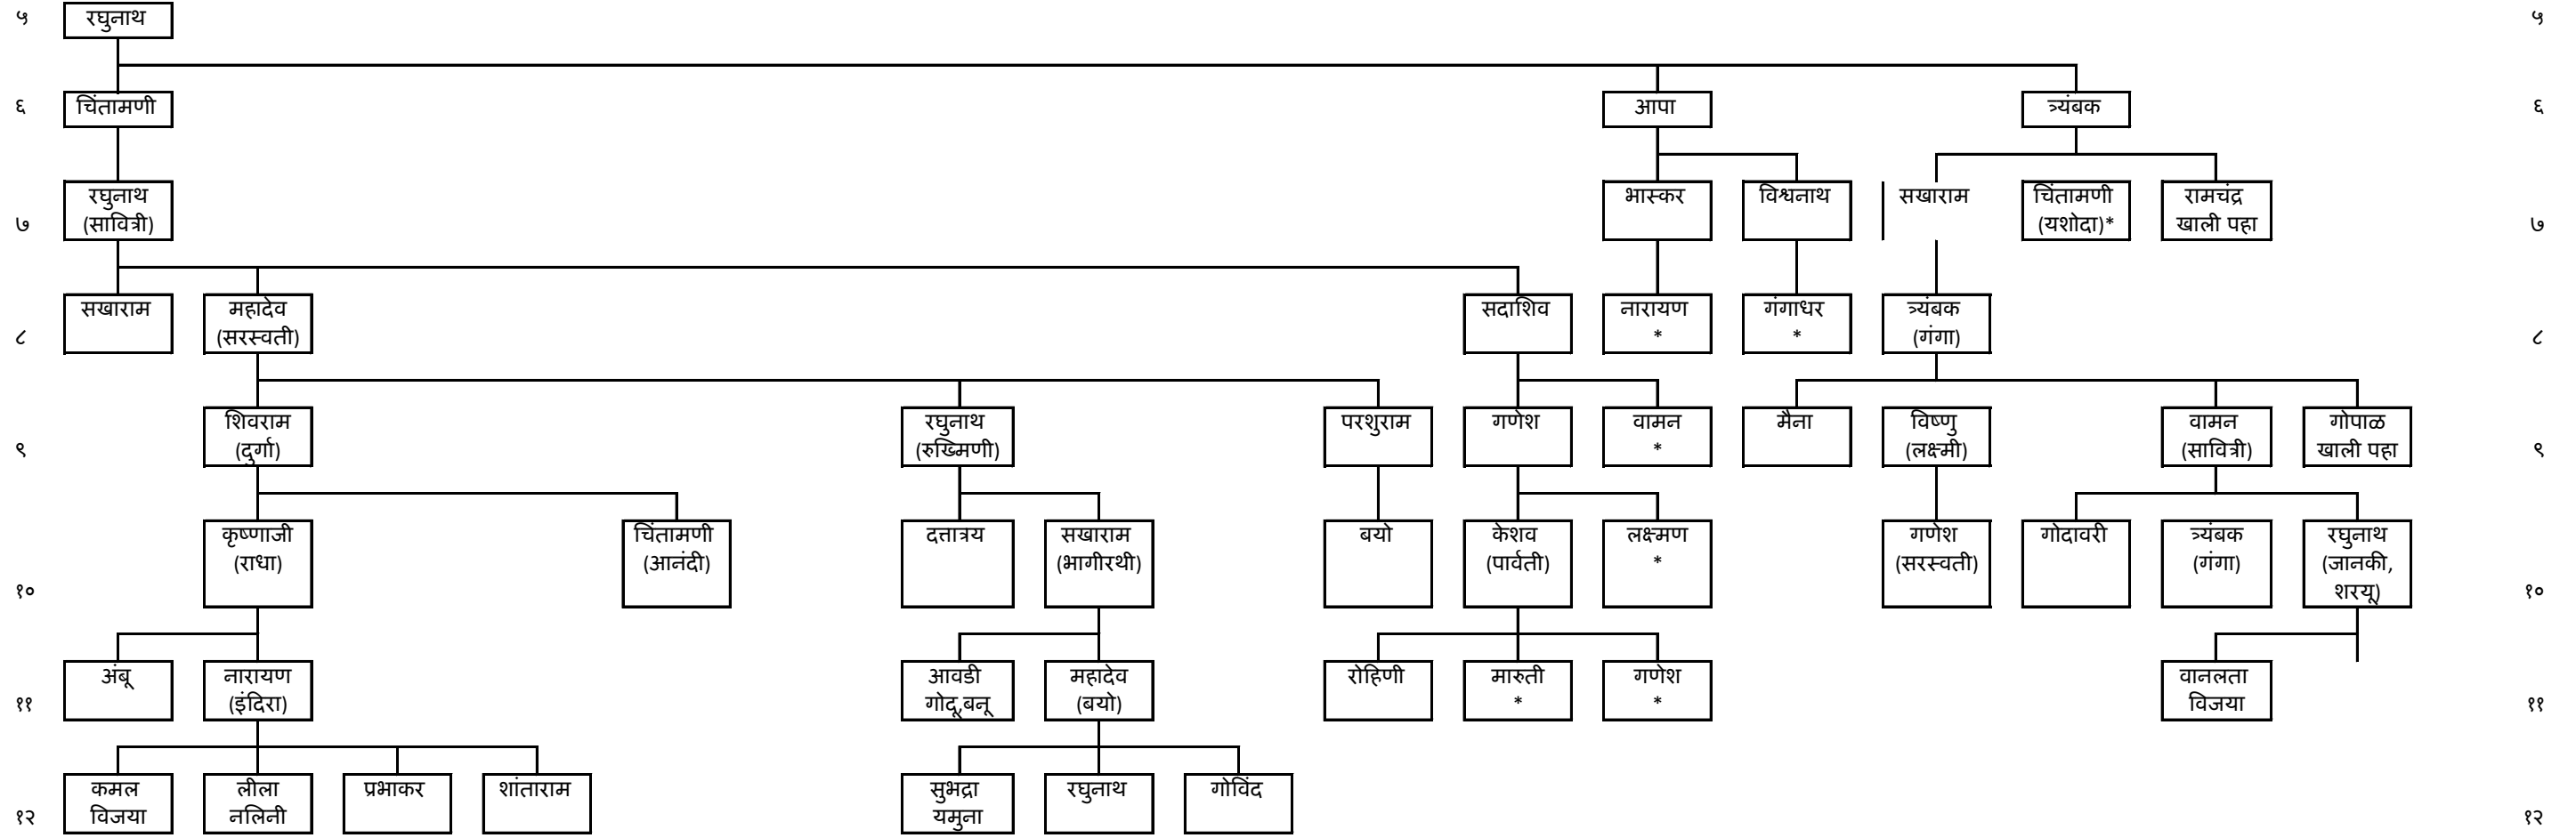 ५ रघुनाथ ५
६ चिंतामणी आपा त्र्यंबक ६
रघुनाथ भास्कर विश्वनाथ सखाराम चिंतामणी रामचंद्र
७ (सावित्री) (यशोदा)* खाली पहा ७
सखाराम महादेव सदाशिव नारायण गंगाधर त्र्यंबक
८ (सरस्वती) * * (गंगा) ८
शिवराम रघुनाथ परशुराम गणेश वामन मैना विष्णु वामन गोपाळ
९ (दुर्गा) (रुख्मिणी) * (लक्ष्मी) (सावित्री) खाली पहा ९
कृष्णाजी चिंतामणी दत्तात्रय सखाराम बयो केशव लक्ष्मण गणेश गोदावरी त्र्यंबक रघुनाथ
(राधा) (आनंदी) (भागीरथी) (पार्वती) * (सरस्वती) (गंगा) (जानकी,
१० शरयू) १०
अंबू नारायण आवडी महादेव रोहिणी मारुती गणेश वानलता
११ (इंदिरा) गोदू,बनू (बयो) * * विजया ११
कमल लीला प्रभाकर शांताराम सुभद्रा रघुनाथ गोविंद
१२ विजया नलिनी यमुना १२